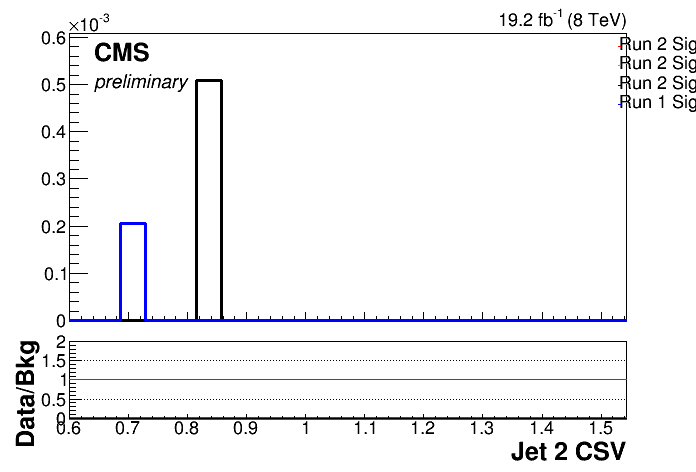 ×10⁻³
19.2 fb⁻¹ (8 TeV)
CMS
preliminary
Run 2 Sig
Run 2 Sig
Run 2 Sig
Run 1 Sig
0.6
0.5
0.4
0.3
0.2
0.1
0
Data/Bkg
2
1.5
1
0.5
0
0.6 0.7 0.8 0.9 1 1.1 1.2 1.3 1.4 1.5
Jet 2 CSV